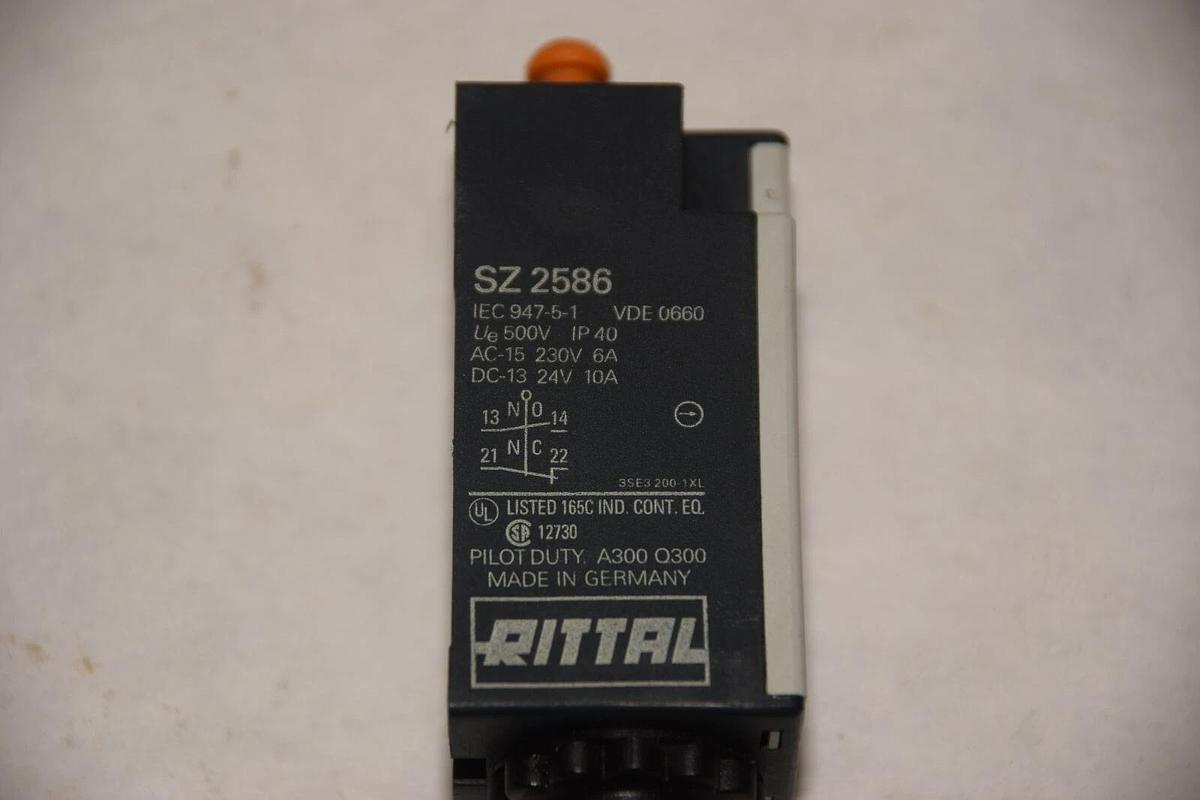 SZ 2586
IEC 947-5-1 VDE 0660
Ue 500V IP 40
AC-15 230V 6A
DC-13 24V 10A
13 N O 14
21 N C 22
3SE3 200-1XL
UL LISTED 165C IND. CONT. EQ.
SA 12730
PILOT DUTY. A300 Q300
MADE IN GERMANY
RITTAL